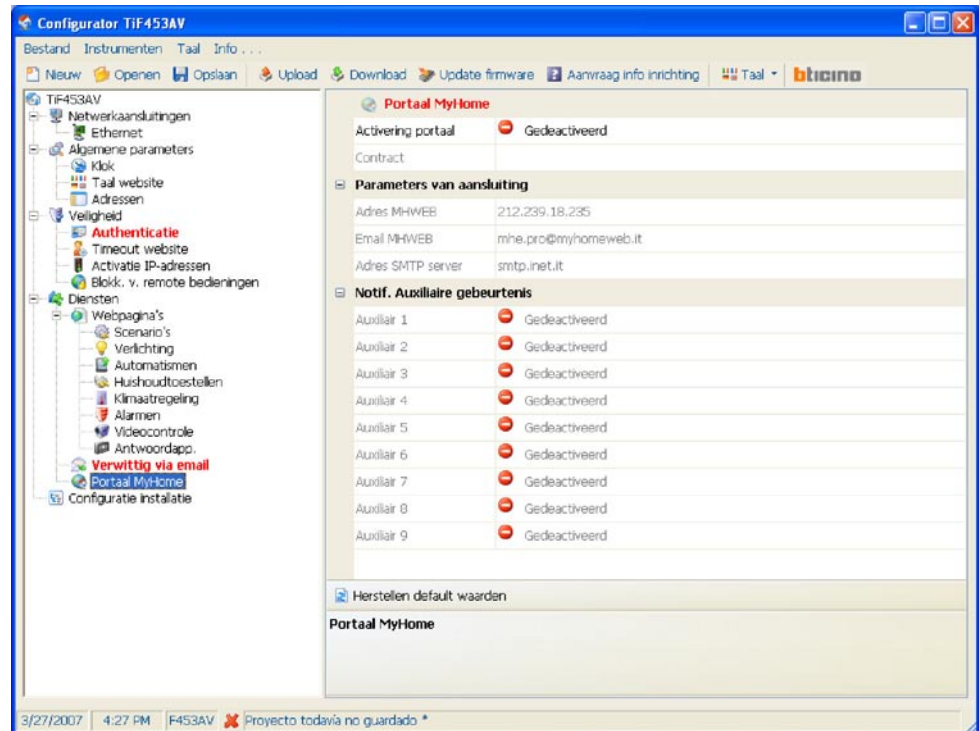 Configurator TiF453AV
Bestand Instrumenten Taal Info . . .
Nieuw Openen Opslaan Upload Download Update firmware Aanvraag info inrichting Taal bticino
TiF453AV
Netwerkaansluitingen
Ethernet
Algemene parameters
Klok
Taal website
Adressen
Veiligheid
Authenticatie
Timeout website
Activatie IP-adressen
Blokk. v. remote bedieningen
Diensten
Webpagina's
Scenario's
Verlichting
Automatismen
Huishoudtoestellen
Klimaatregeling
Alarmen
Videocontrole
Antwoordapp.
Verwittig via email
Portaal MyHome
Configuratie installatie
Portaal MyHome
Activering portaal Gedeactiveerd
Contract
Parameters van aansluiting
Adres MHWEB 212.239.18.235
Email MHWEB mhe.pro@myhomeweb.it
Adres SMTP server smtp.inet.it
Notif. Auxiliaire gebeurtenis
Auxiliair 1 Gedeactiveerd
Auxiliair 2 Gedeactiveerd
Auxiliair 3 Gedeactiveerd
Auxiliair 4 Gedeactiveerd
Auxiliair 5 Gedeactiveerd
Auxiliair 6 Gedeactiveerd
Auxiliair 7 Gedeactiveerd
Auxiliair 8 Gedeactiveerd
Auxiliair 9 Gedeactiveerd
Herstellen default waarden
Portaal MyHome
3/27/2007 4:27 PM F453AV Proyecto todavía no guardado *